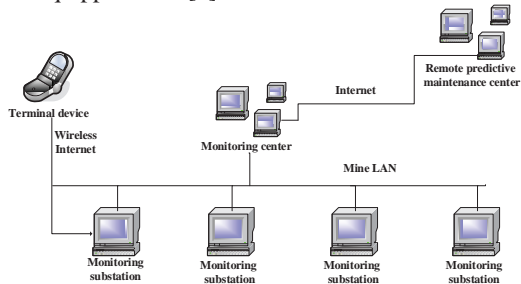 Remote predictive
maintenance center
Internet
Terminal device
Wireless
Internet
Monitoring center
Mine LAN
Monitoring
substation
Monitoring
substation
Monitoring
substation
Monitoring
substation